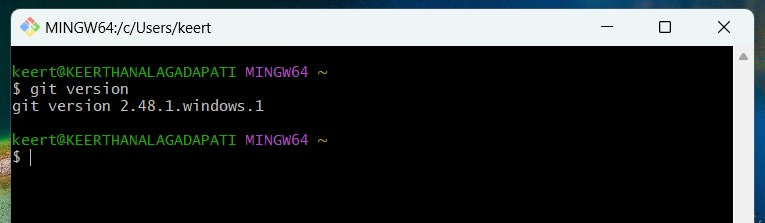 MINGW64:/c/Users/keert
keert@KEERTHANALAGADAPATI MINGW64 ~
$ git version
git version 2.48.1.windows.1
keert@KEERTHANALAGADAPATI MINGW64 ~
$